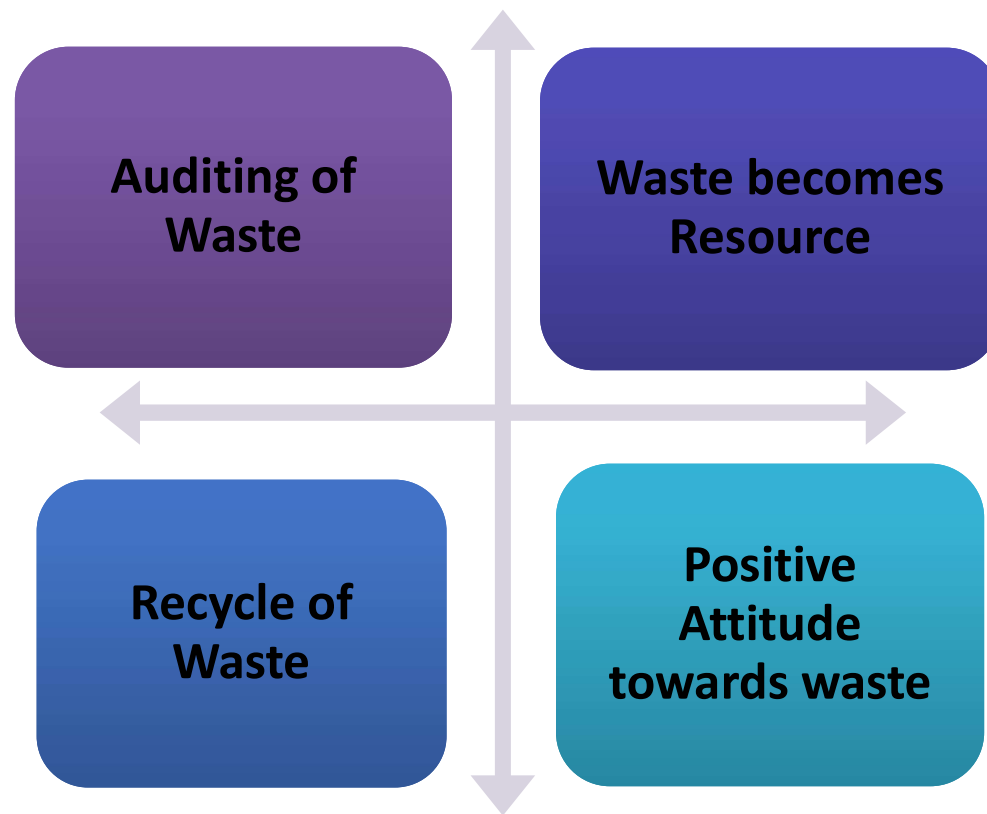 Auditing of
Waste
Waste becomes
Resource
Recycle of
Waste
Positive
Attitude
towards waste